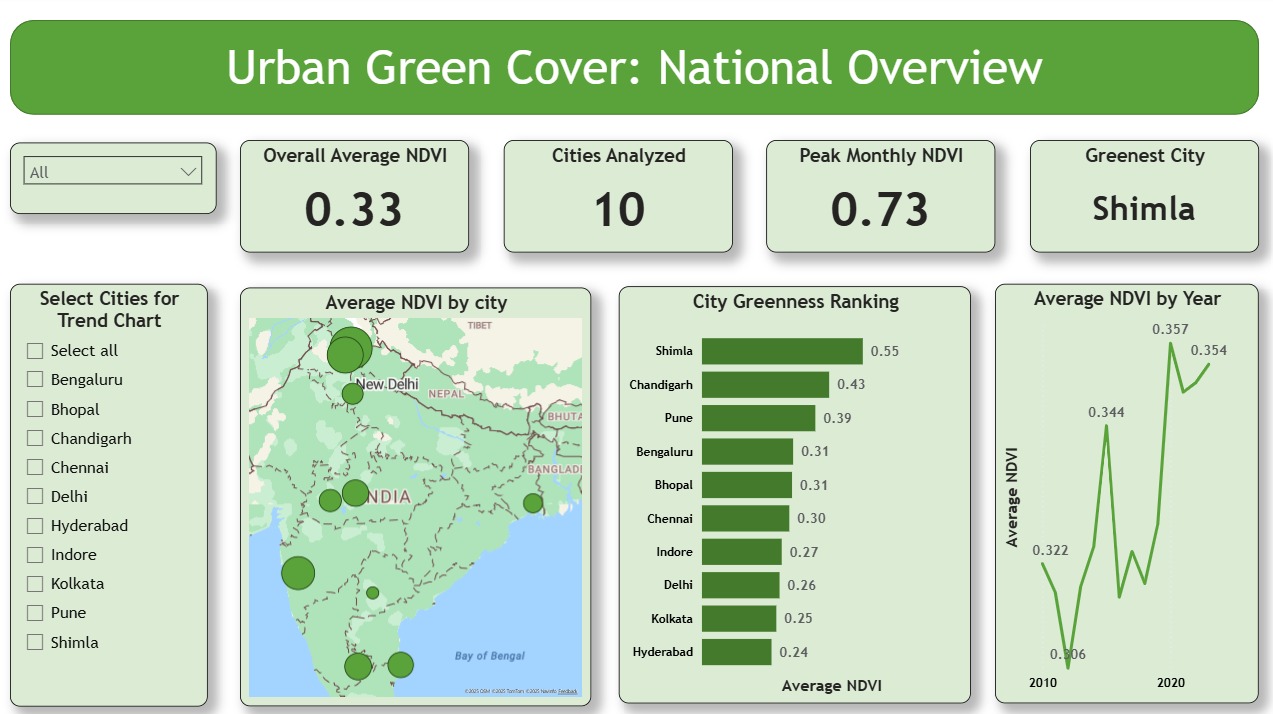 Urban Green Cover: National Overview
All
Overall Average NDVI
0.33
Cities Analyzed
10
Peak Monthly NDVI
0.73
Greenest City
Shimla
Select Cities for
Trend Chart
Select all
Bengaluru
Bhopal
Chandigarh
Chennai
Delhi
Hyderabad
Indore
Kolkata
Pune
Shimla
Average NDVI by city
TIBET
New Delhi
NEPAL
BHUTA
BANGLAD
NDIA
Bay of Bengal
©2025 OSM ©2025 TomTom ©2025 NavInfo Feedback
City Greenness Ranking
Shimla 0.55
Chandigarh 0.43
Pune 0.39
Bengaluru 0.31
Bhopal 0.31
Chennai 0.30
Indore 0.27
Delhi 0.26
Kolkata 0.25
Hyderabad 0.24
Average NDVI
Average NDVI by Year
0.357
0.354
0.344
0.322
0.306
Average NDVI
2010 2020